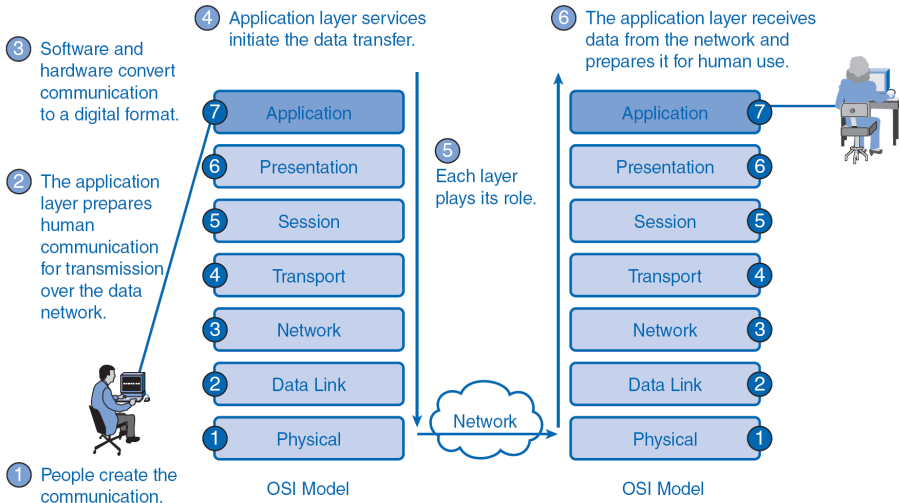 4 Application layer services
initiate the data transfer.
6 The application layer receives
data from the network and
prepares it for human use.
3 Software and
hardware convert
communication
to a digital format.
2 The application
layer prepares
human
communication
for transmission
over the data
network.
1 People create the
communication.
7 Application
6 Presentation
5 Session
4 Transport
3 Network
2 Data Link
1 Physical
OSI Model
5
Each layer
plays its role.
Network
Application 7
Presentation 6
Session 5
Transport 4
Network 3
Data Link 2
Physical 1
OSI Model